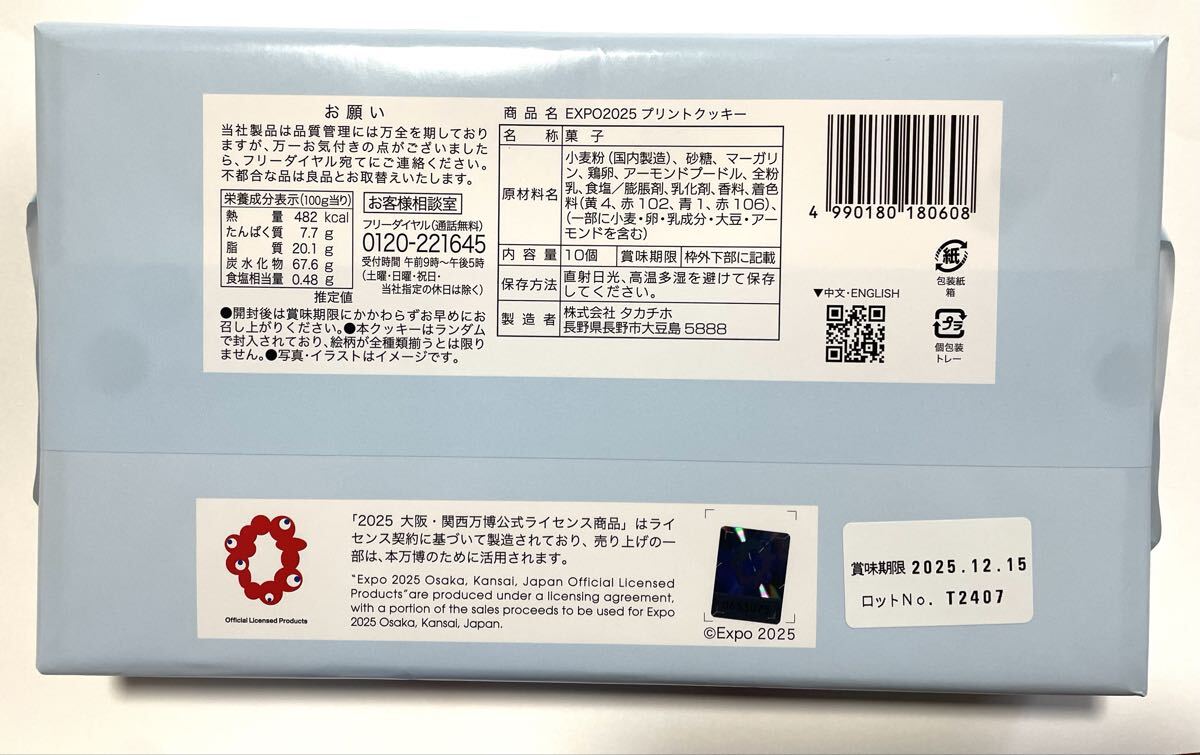 お願い
当社製品は品質管理には万全を期しており
ますが、万一お気付きの点がございました
ら、フリーダイヤル宛てにご連絡ください。
不都合な品は良品とお取替えいたします。
栄養成分表示(100g当り)
熱量 482 kcal
たんぱく質 7.7 g
脂質 20.1 g
炭水化物 67.6 g
食塩相当量 0.48 g
推定値
お客様相談室
フリーダイヤル(通話無料)
0120-221645
受付時間 午前9時〜午後5時
(土曜・日曜・祝日・
当社指定の休日は除く)
●開封後は賞味期限にかかわらずお早めにお
召し上がりください。●本クッキーはランダム
で封入されており、絵柄が全種類揃うとは限り
ません。●写真・イラストはイメージです。
商品名 EXPO2025 プリントクッキー
名称 菓子
原材料名 小麦粉(国内製造)、砂糖、マーガリ
ン、鶏卵、アーモンドプードル、全粉
乳、食塩/膨脹剤、乳化剤、香料、着色
料(黄4、赤102、青1、赤106)、
(一部に小麦・卵・乳成分・大豆・アー
モンドを含む)
内容量 10個 賞味期限 枠外下部に記載
保存方法 直射日光、高温多湿を避けて保存
してください。
製造者 株式会社 タカチホ
長野県長野市大豆島 5888
4 990180 180608
紙
包装紙
箱
▼中文・ENGLISH
プラ
個包装
トレー
Official Licensed Products
「2025 大阪・関西万博公式ライセンス商品」はライ
センス契約に基づいて製造されており、売り上げの一
部は、本万博のために活用されます。
"Expo 2025 Osaka, Kansai, Japan Official Licensed
Products"are produced under a licensing agreement,
with a portion of the sales proceeds to be used for Expo
2025 Osaka, Kansai, Japan.
©Expo 2025
賞味期限 2025.12.15
ロットNo. T2407